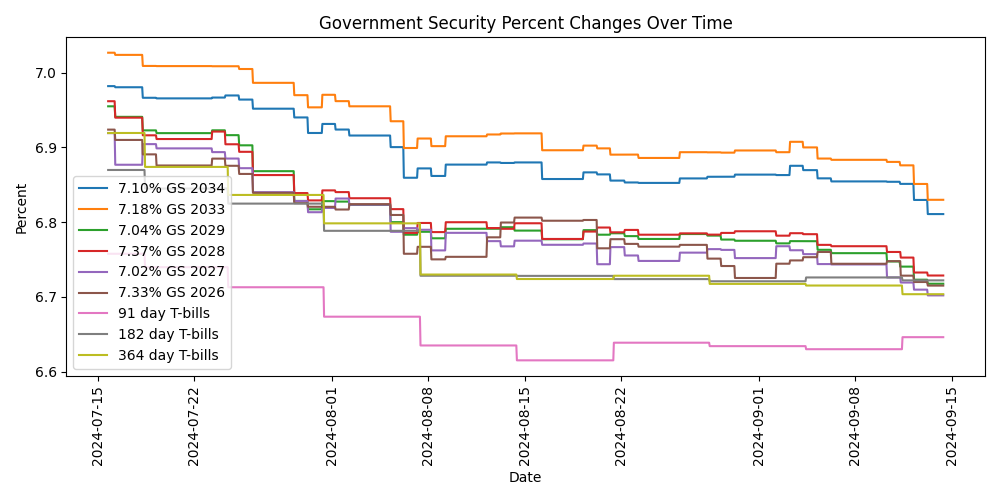 Government Security Percent Changes Over Time
Percent
7.0
6.9
6.8
6.7
6.6
7.10% GS 2034
7.18% GS 2033
7.04% GS 2029
7.37% GS 2028
7.02% GS 2027
7.33% GS 2026
91 day T-bills
182 day T-bills
364 day T-bills
2024-07-15
2024-07-22
2024-08-01
2024-08-08
2024-08-15
2024-08-22
2024-09-01
2024-09-08
2024-09-15
Date